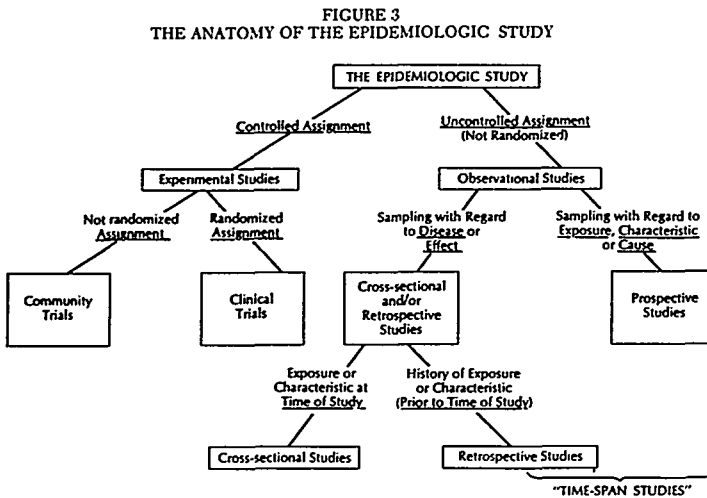 FIGURE 3
THE ANATOMY OF THE EPIDEMIOLOGIC STUDY
THE EPIDEMIOLOGIC STUDY
Controlled Assignment
Uncontrolled Assignment
(Not Randomized)
Experimental Studies
Observational Studies
Not randomized
Assignment
Randomized
Assignment
Sampling with Regard
to Disease or
Effect
Sampling with Regard to
Exposure, Characteristic
or Cause
Community
Trials
Clinical
Trials
Cross-sectional
and/or
Retrospective
Studies
Prospective
Studies
Exposure or
Characteristic at
Time of Study
History of Exposure
or Characteristic
(Prior to Time of Study)
Cross-sectional Studies
Retrospective Studies
"TIME-SPAN STUDIES"